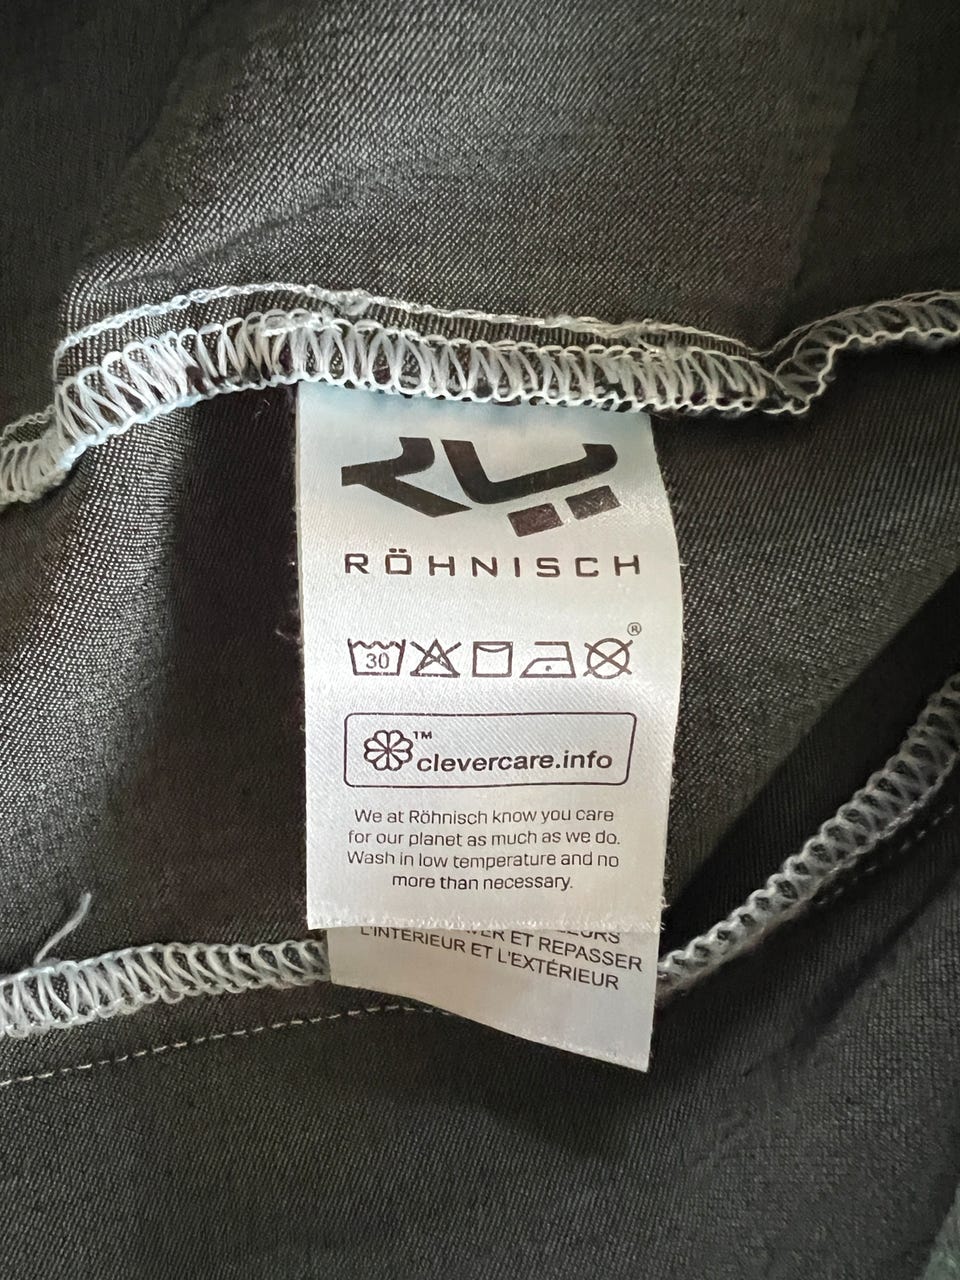 RÖHNISCH
30
®
™
clevercare.info
We at Röhnisch know you care
for our planet as much as we do.
Wash in low temperature and no
more than necessary.
ET REPASSER
L'INTÉRIEUR ET L'EXTÉRIEUR